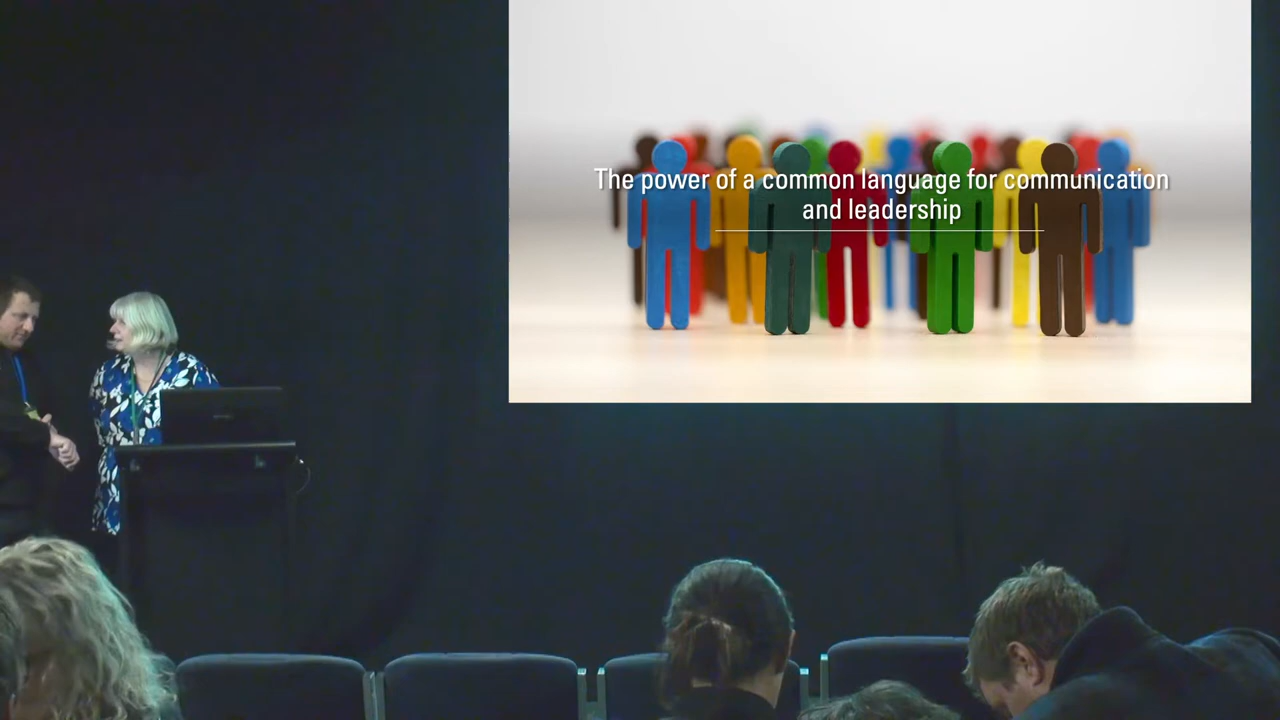 The power of a common language for communication
and leadership